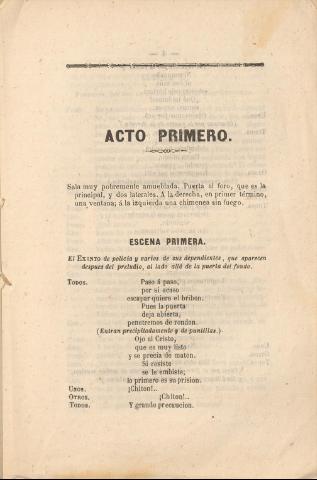 ACTO PRIMERO.
Sala muy pobremente amueblada. Puerta al foro, que es la
principal, y dos laterales. A la derecha, en primer término,
una ventana; á la izquierda una chimenea sin fuego.
ESCENA PRIMERA.
El EXENTO de policía y varios de sus dependientes, que aparecen
despues del preludio, al lado allá de la puerta del fondo.
TODOS. Paso á paso,
por si acaso
escapar quiere el bribon.
Pues la puerta
deja abierta,
penetremos de rondon.
(Entran precipitadamente y de puntillas.)
Ojo al Cristo,
que es muy listo
y se precia de maton.
Si resiste
se le embiste;
lo primero es su prision.
UNOS. ¡Chiton!..
OTROS. ¡Chiton!..
TODOS. Y grande precaucion.